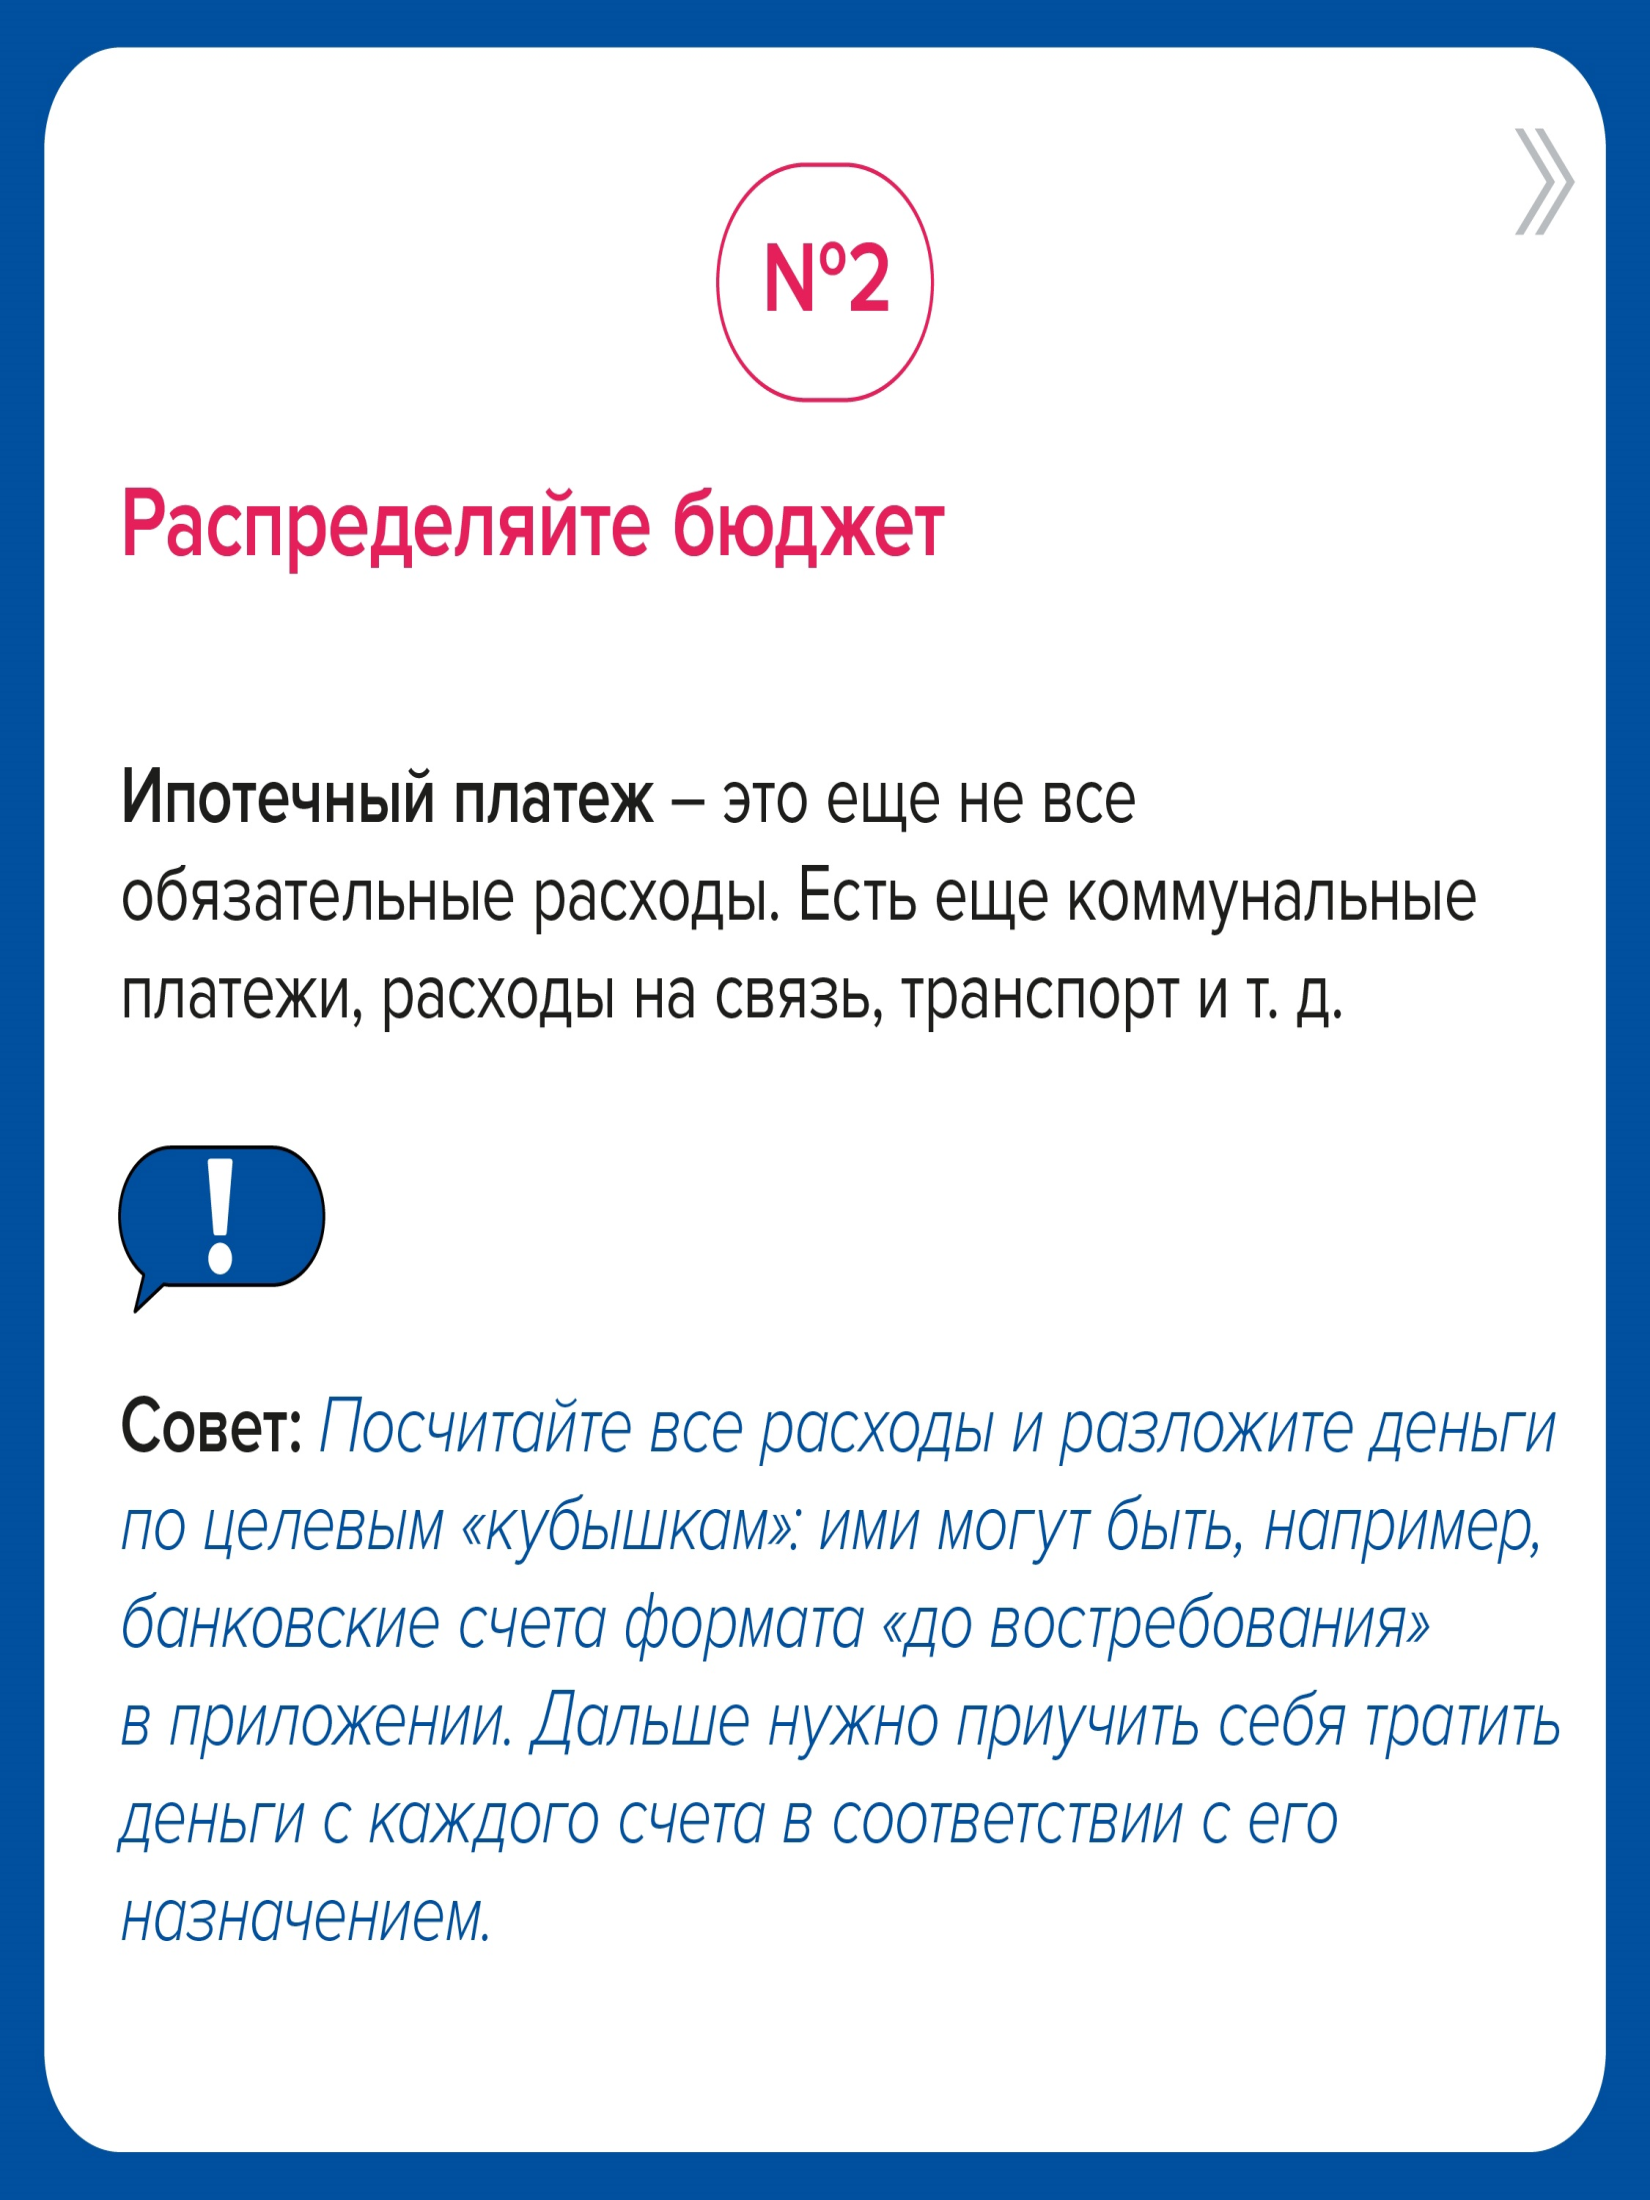 №2
Распределяйте бюджет
Ипотечный платеж – это еще не все
обязательные расходы. Есть еще коммунальные
платежи, расходы на связь, транспорт и т. д.
!
Совет: Посчитайте все расходы и разложите деньги
по целевым «кубышкам»: ими могут быть, например,
банковские счета формата «до востребования»
в приложении. Дальше нужно приучить себя тратить
деньги с каждого счета в соответствии с его
назначением.